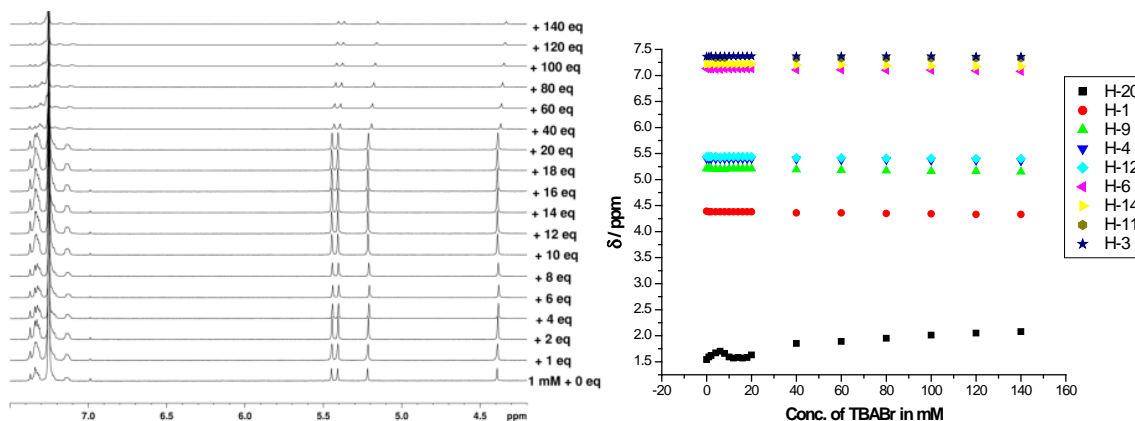 + 140 eq
+ 120 eq
+ 100 eq
+ 80 eq
+ 60 eq
+ 40 eq
+ 20 eq
+ 18 eq
+ 16 eq
+ 14 eq
+ 12 eq
+ 10 eq
+ 8 eq
+ 6 eq
+ 4 eq
+ 2 eq
+ 1 eq
1 mM + 0 eq
7.0 6.5 6.0 5.5 5.0 4.5 ppm
δ / ppm
7.5
7.0
6.5
6.0
5.5
5.0
4.5
4.0
3.5
3.0
2.5
2.0
1.5
-20 0 20 40 60 80 100 120 140 160
Conc. of TBABr in mM
H-20
H-1
H-9
H-4
H-12
H-6
H-14
H-11
H-3